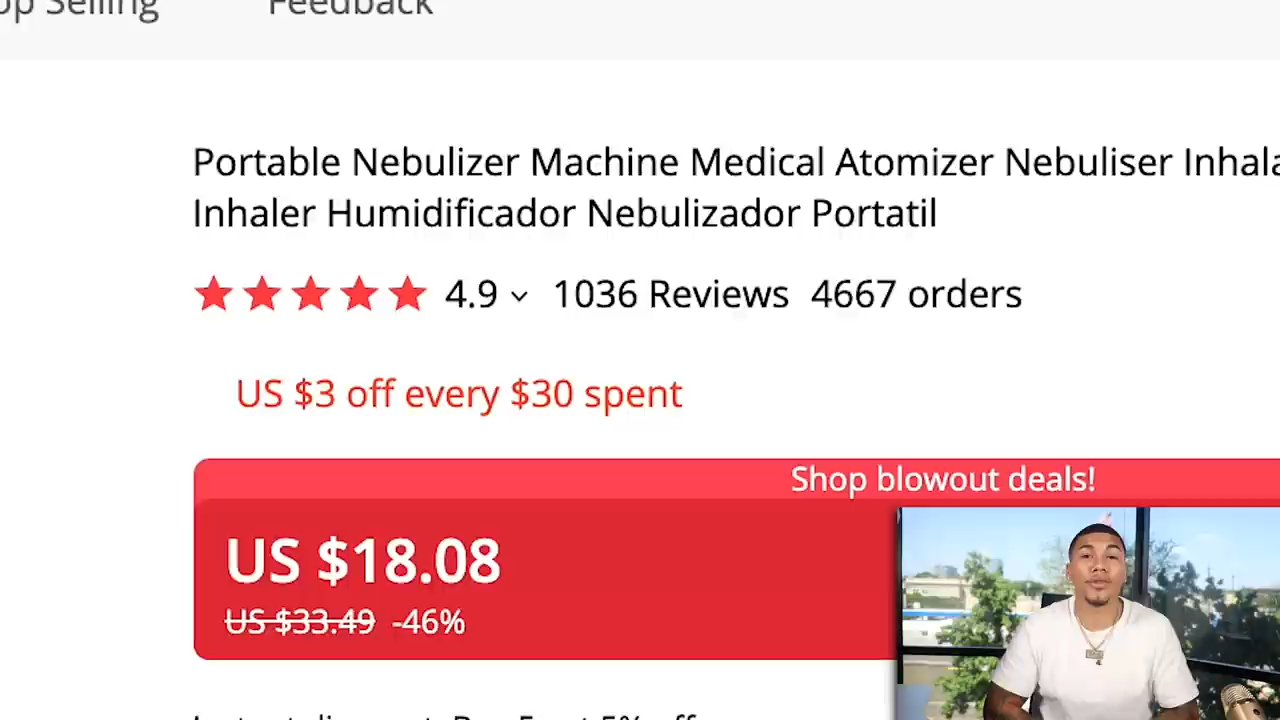 Selling
Feedback
Portable Nebulizer Machine Medical Atomizer Nebuliser
Inhaler Humidificador Nebulizador Portatil
4.9 1036 Reviews 4667 orders
US $3 off every $30 spent
Shop blowout deals!
US $18.08
US $33.49 -46%